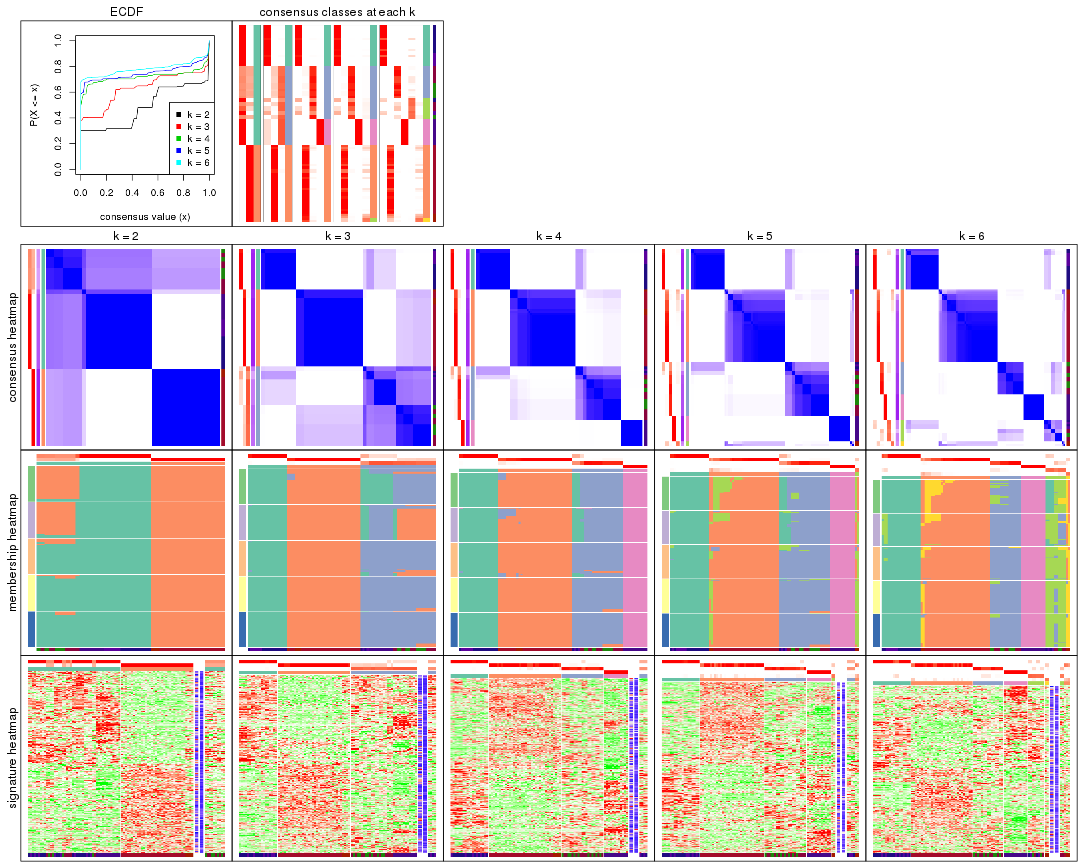 ECDF
consensus classes at each k
P(X <= x)
0.0 0.2 0.4 0.6 0.8 1.0
k = 2
k = 3
k = 4
k = 5
k = 6
0.0 0.2 0.4 0.6 0.8 1.0
consensus value (x)
k = 2
k = 3
k = 4
k = 5
k = 6
consensus heatmap
membership heatmap
signature heatmap